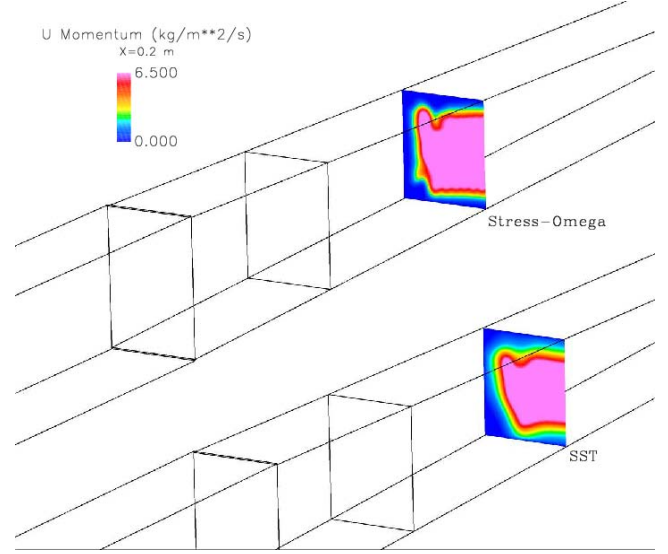 U Momentum (kg/m**2/s)
X=0.2 m
6.500
0.000
Stress-Omega
SST